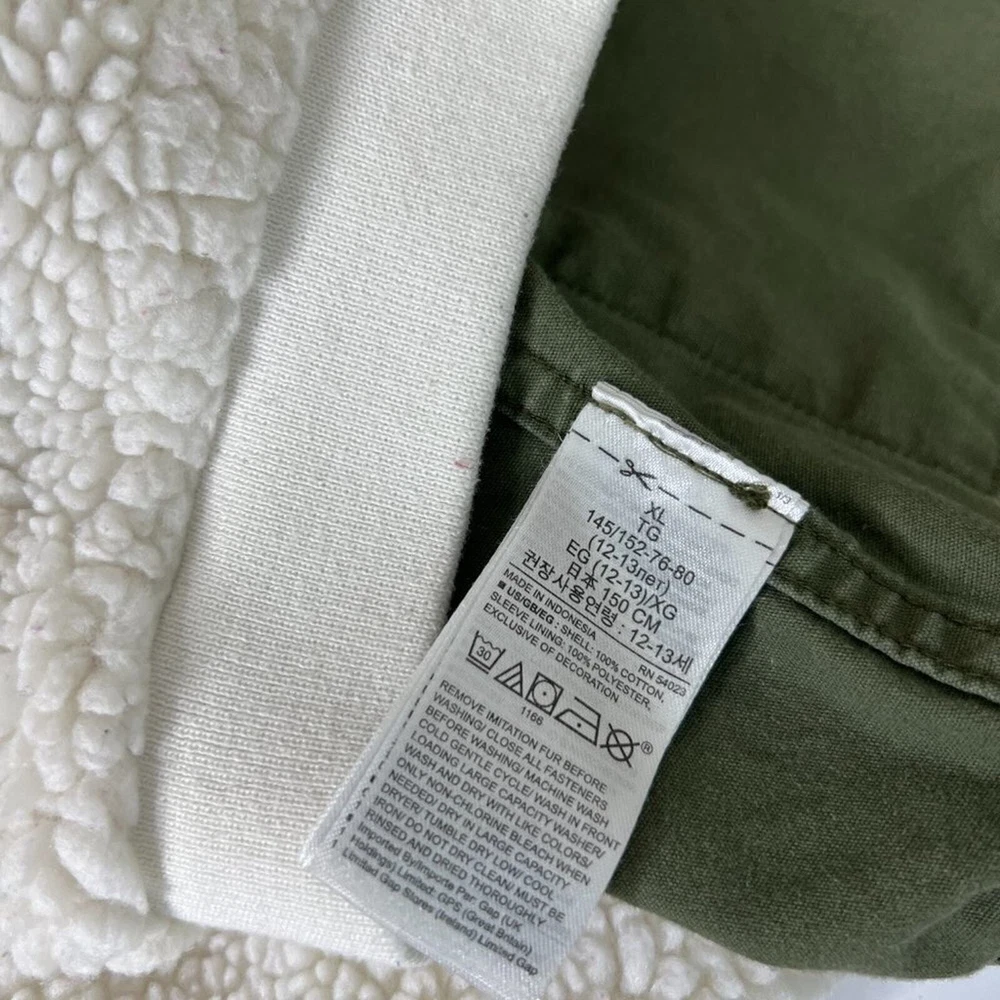 XL
TG
145/152-76-80
(12-13лет)
EG (12-13)/XG
日本 150 CM
권장사용연령 : 12-13세
MADE IN INDONESIA
RN 54023
■ US/GB/EG : SHELL: 100% COTTON.
SLEEVE LINING: 100% POLYESTER.
EXCLUSIVE OF DECORATION
30
1166
®
REMOVE IMITATION FUR BEFORE
WASHING/ CLOSE ALL FASTENERS
BEFORE WASHING/ MACHINE WASH
COLD GENTLE CYCLE/ WASH IN FRONT
LOADING LARGE CAPACITY WASHER/
WASH AND DRY WITH LIKE COLORS/
ONLY NON-CHLORINE BLEACH WHEN
NEEDED/ DRY IN LARGE CAPACITY
DRYER/ TUMBLE DRY LOW/ COOL
IRON/ DO NOT DRY CLEAN/ MUST BE
RINSED AND DRIED THOROUGHLY
Imported By/Importe Par: Gap (UK
Holdings) Limited: GPS (Great Britain)
Limited Gap Stores (Ireland) Limited Gap